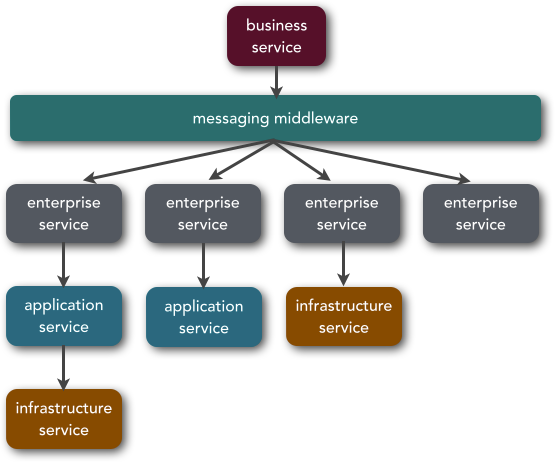 business
service
messaging middleware
enterprise
service
enterprise
service
enterprise
service
enterprise
service
application
service
application
service
infrastructure
service
infrastructure
service